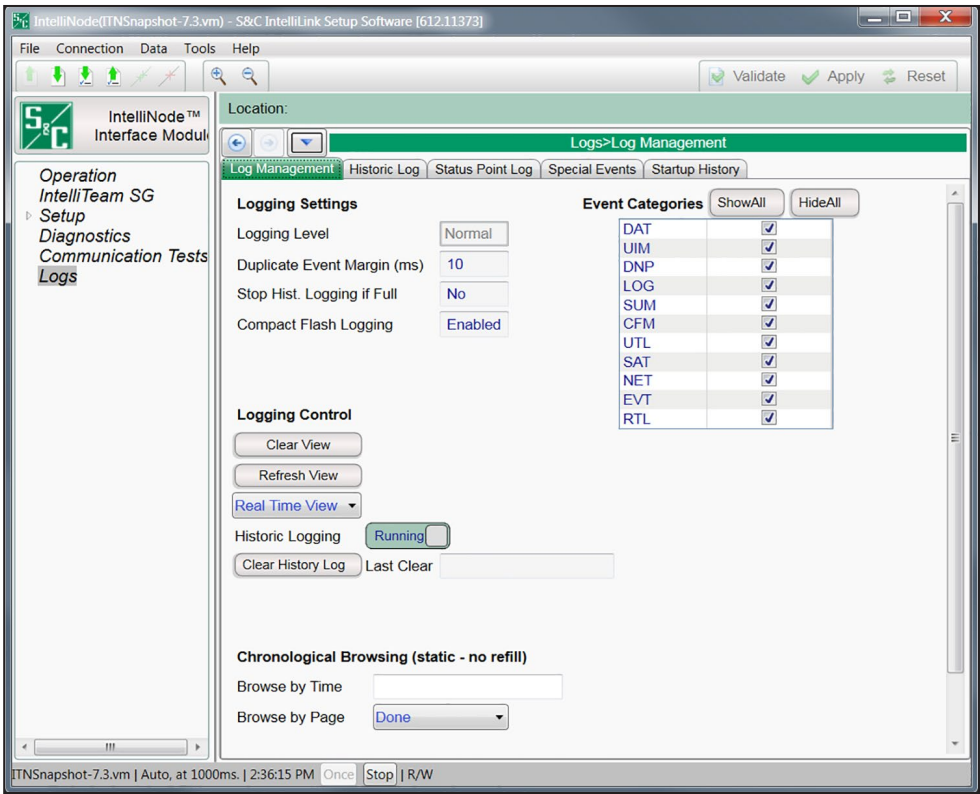 IntelliNode(ITNSnapshot-7.3.vm) - S&C IntelliLink Setup Software [612.11373]
File Connection Data Tools Help
Validate Apply Reset
S&C
IntelliNode™
Interface Modul
Location:
Logs>Log Management
Log Management Historic Log Status Point Log Special Events Startup History
Operation
IntelliTeam SG
Setup
Diagnostics
Communication Tests
Logs
Logging Settings
Logging Level Normal
Duplicate Event Margin (ms) 10
Stop Hist. Logging if Full No
Compact Flash Logging Enabled
Event Categories ShowAll HideAll
DAT
UIM
DNP
LOG
SUM
CFM
UTL
SAT
NET
EVT
RTL
Logging Control
Clear View
Refresh View
Real Time View
Historic Logging Running
Clear History Log Last Clear
Chronological Browsing (static - no refill)
Browse by Time
Browse by Page Done
ITNSnapshot-7.3.vm | Auto, at 1000ms. | 2:36:15 PM Once Stop | R/W